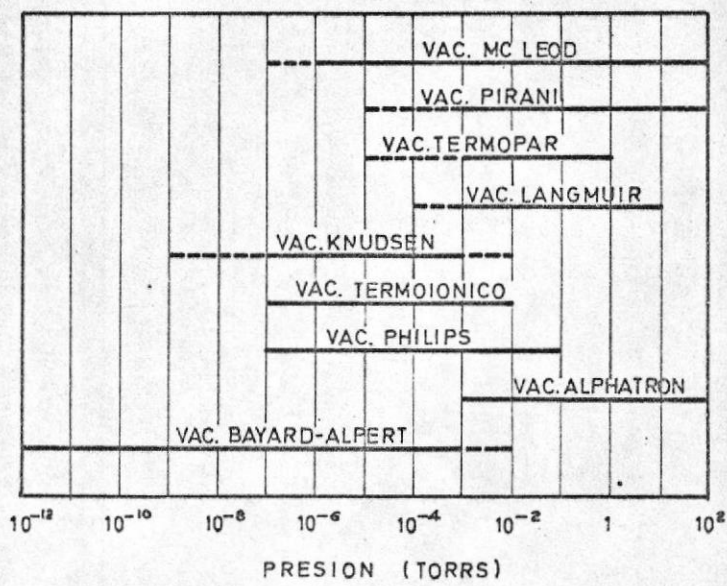 VAC. MC LEOD
VAC. PIRANI
VAC. TERMOPAR
VAC. LANGMUIR
VAC. KNUDSEN
VAC. TERMOIONICO
VAC. PHILIPS
VAC. ALPHATRON
VAC. BAYARD-ALPERT
10⁻¹² 10⁻¹⁰ 10⁻⁸ 10⁻⁶ 10⁻⁴ 10⁻² 1 10²
PRESION (TORRS)